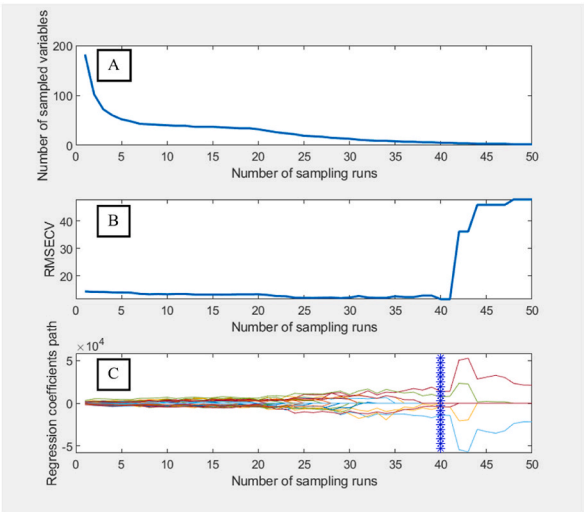 Number of sampled variables
200
100
0
A
0 5 10 15 20 25 30 35 40 45 50
Number of sampling runs
RMSECV
40
30
20
B
0 5 10 15 20 25 30 35 40 45 50
Number of sampling runs
Regression coefficients path
×10⁴
5
0
-5
C
0 5 10 15 20 25 30 35 40 45 50
Number of sampling runs